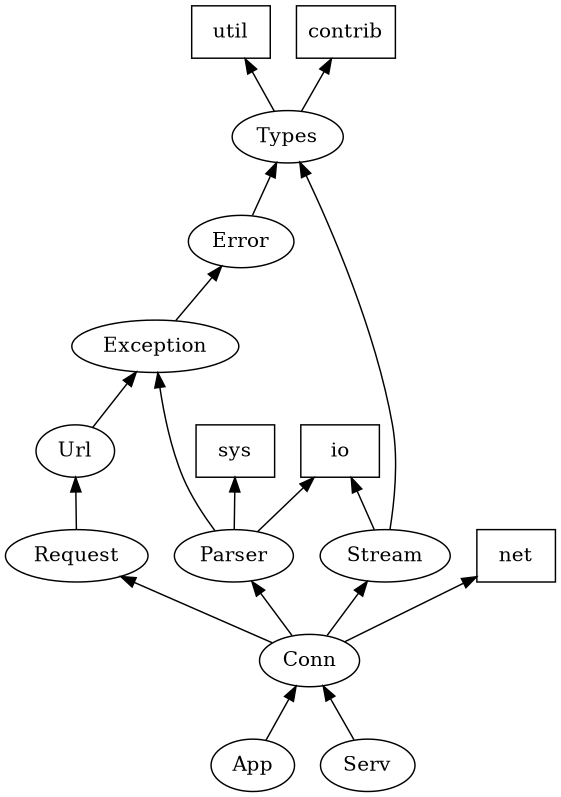 util
contrib
Types
Error
Exception
Url
sys
io
Request
Parser
Stream
net
Conn
App
Serv